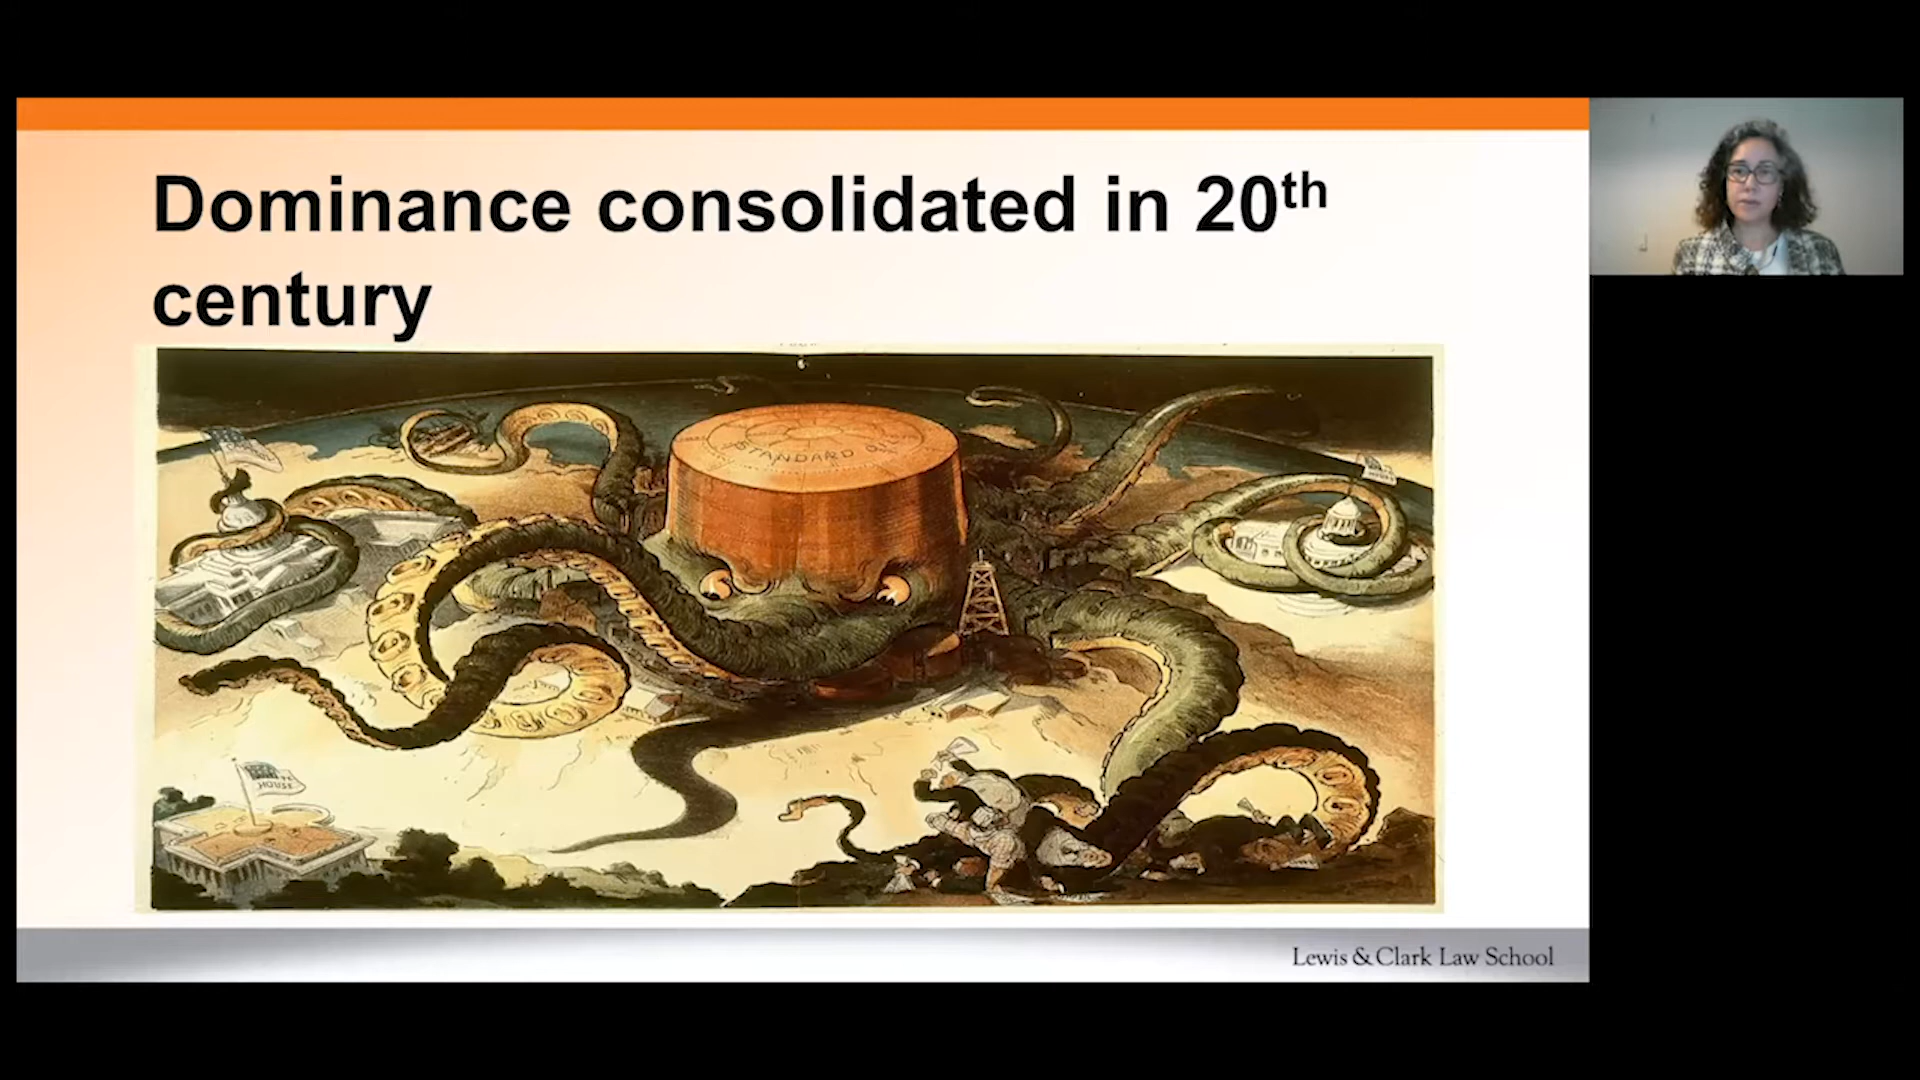 Dominance consolidated in 20th
century
STANDARD OIL
HOUSE
Lewis & Clark Law School